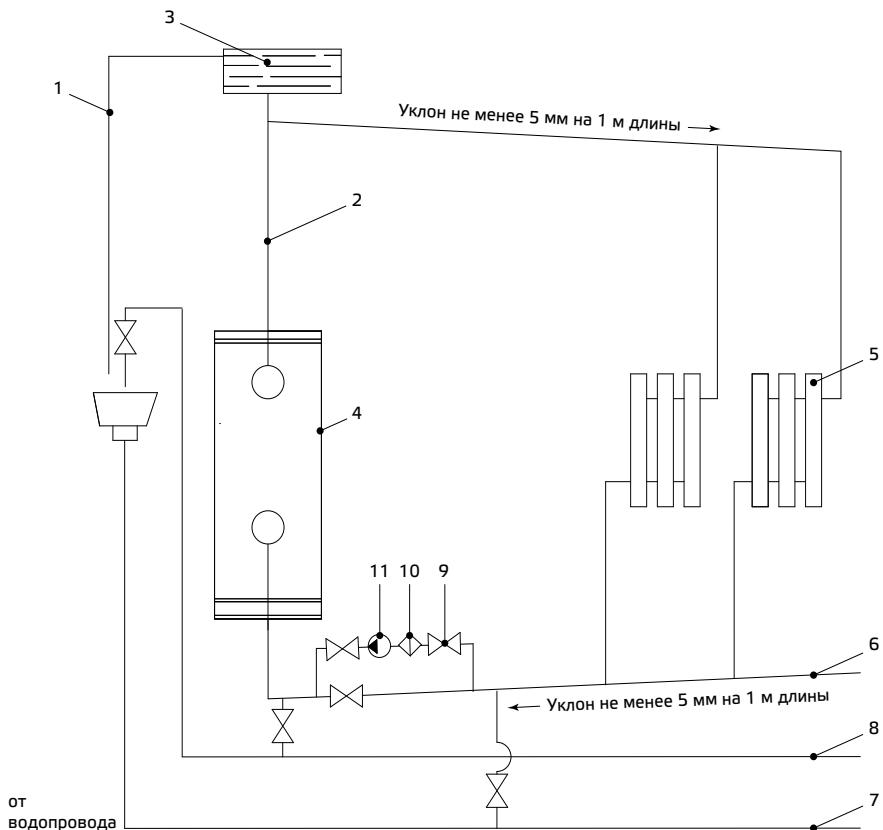 3
1
Уклон не менее 5 мм на 1 м длины
2
5
4
11 10 9
6
Уклон не менее 5 мм на 1 м длины
8
от
водопровода
7